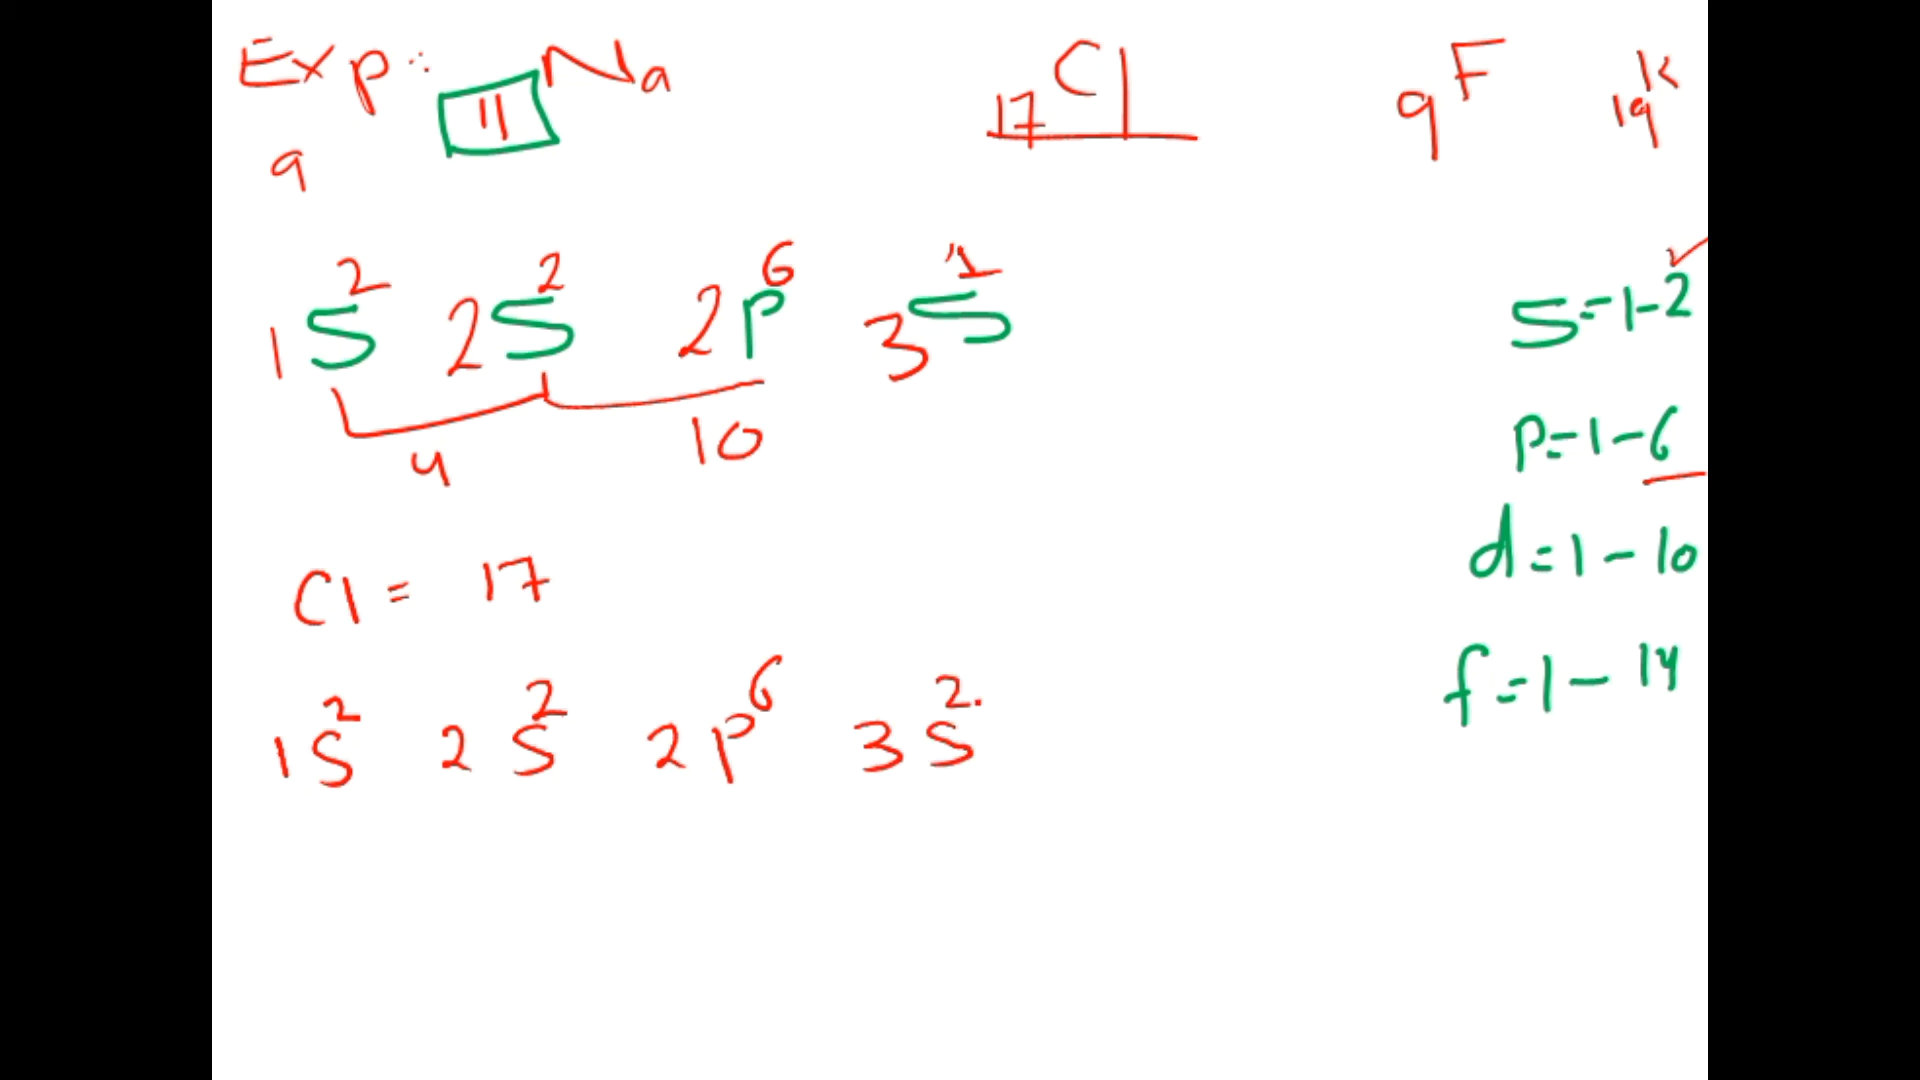 Exp: 11Na 17Cl 9F 19K
9
1s² 2s² 2p⁶ 3s¹
s=1-2
4 10
p=1-6
d=1-10
Cl = 17
f=1-14
1s² 2s² 2p⁶ 3s²